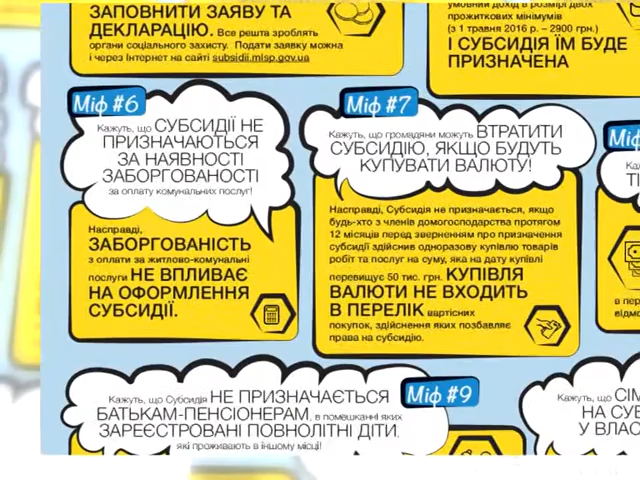 ЗАПОВНИТИ ЗАЯВУ ТА
ДЕКЛАРАЦІЮ. Все решта зроблять
органи соціального захисту. Подати заявку можна
і через Інтернет на сайті subsidii.mlsp.gov.ua
умовний дохід в розмірі двох
прожиткових мінімумів
(з 1 травня 2016 р. – 2900 грн.)
І СУБСИДІЯ ЇМ БУДЕ
ПРИЗНАЧЕНА
Міф #6
Кажуть, що СУБСИДІЇ НЕ
ПРИЗНАЧАЮТЬСЯ
ЗА НАЯВНОСТІ
ЗАБОРГОВАНОСТІ
за оплату комунальних послуг!
Насправді,
ЗАБОРГОВАНІСТЬ
з оплати за житлово-комунальні
послуги НЕ ВПЛИВАЄ
НА ОФОРМЛЕННЯ
СУБСИДІЇ.
Міф #7
Кажуть, що громадяни можуть ВТРАТИТИ
СУБСИДІЮ, ЯКЩО БУДУТЬ
КУПУВАТИ ВАЛЮТУ!
Насправді, Субсидія не призначається, якщо
будь-хто з членів домогосподарства протягом
12 місяців перед зверненням про призначення
субсидії здійснив одноразову купівлю товарів
робіт та послуг на суму, яка на дату купівлі
перевищує 50 тис. грн. КУПІВЛЯ
ВАЛЮТИ НЕ ВХОДИТЬ
В ПЕРЕЛІК вартісних
покупок, здійснення яких позбавляє
права на субсидію.
Міф
Кажуть, що Субсидія НЕ ПРИЗНАЧАЄТЬСЯ
БАТЬКАМ-ПЕНСІОНЕРАМ, в помешканні яких
ЗАРЕЄСТРОВАНІ ПОВНОЛІТНІ ДІТИ,
які проживають в іншому місці!
Міф #9
Кажуть, що СІМ
НА СУБ
У ВЛАС